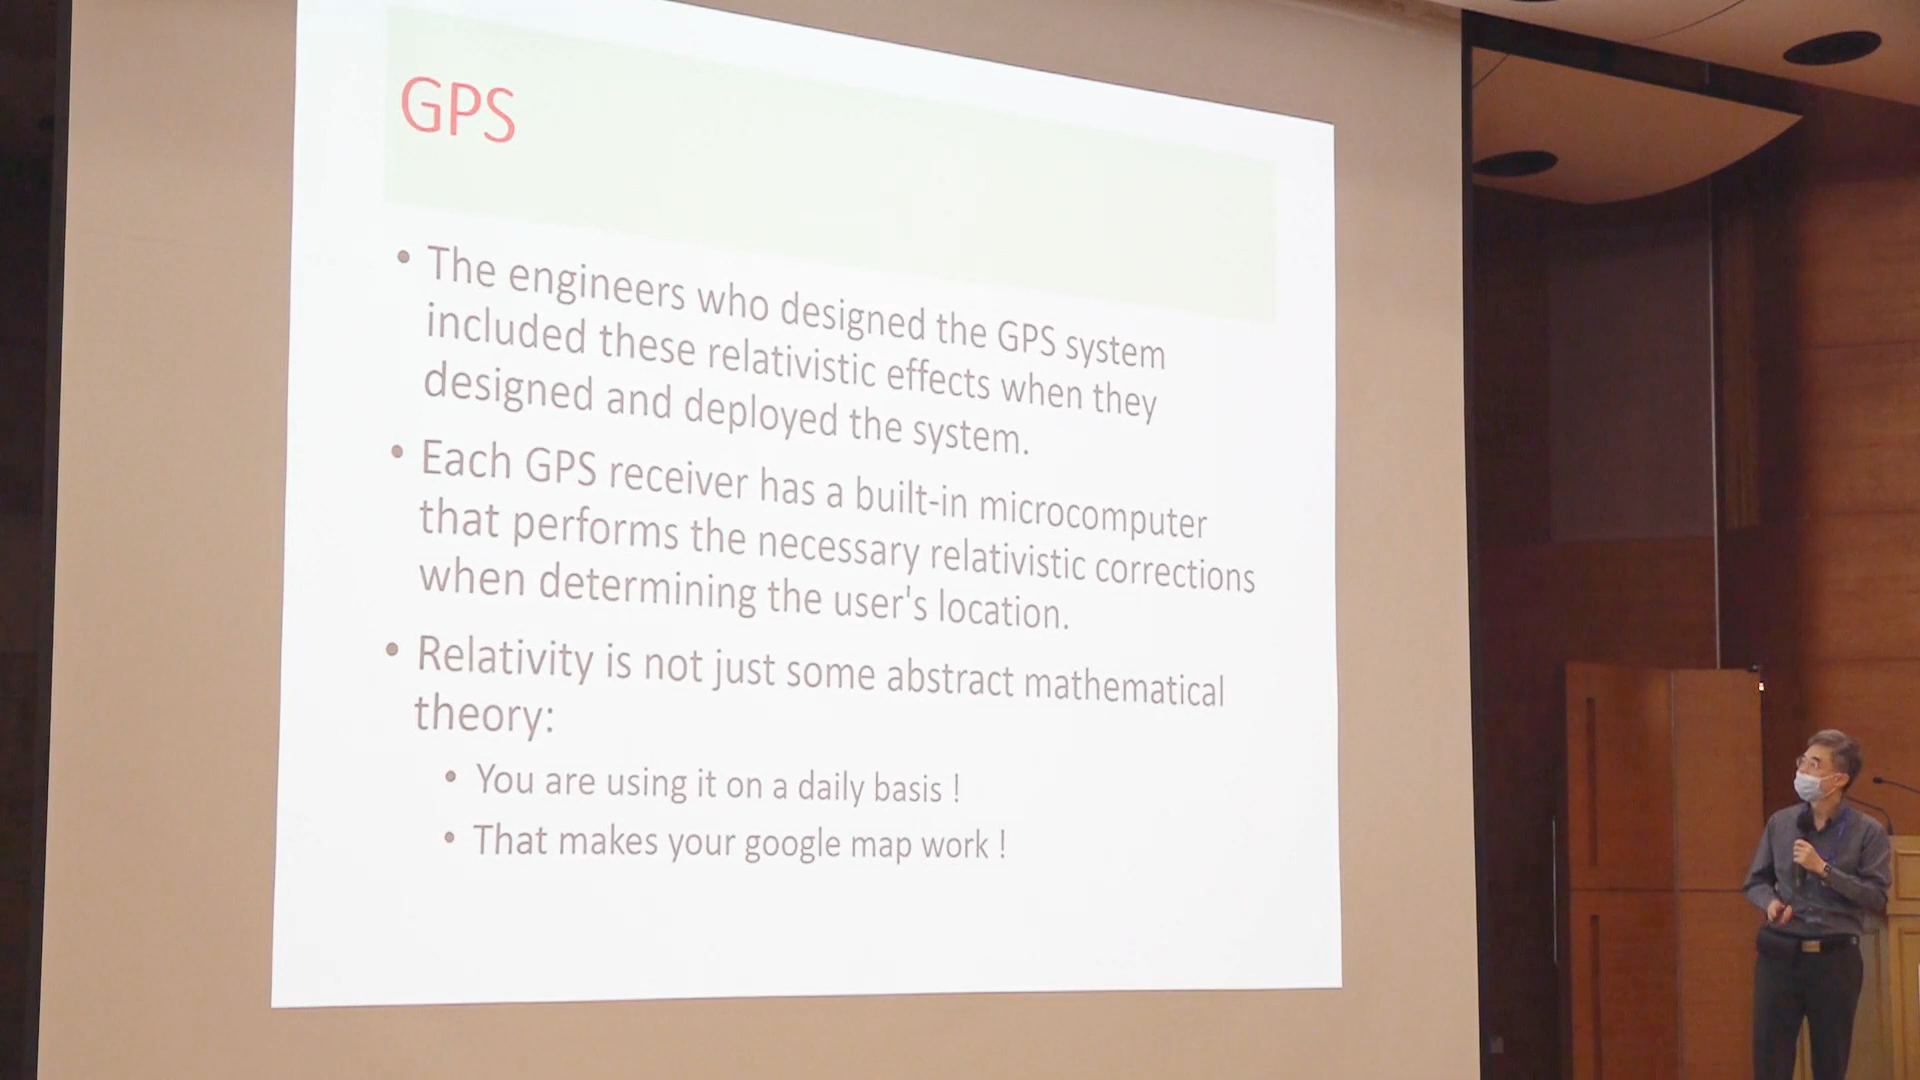 GPS
• The engineers who designed the GPS system
included these relativistic effects when they
designed and deployed the system.
• Each GPS receiver has a built-in microcomputer
that performs the necessary relativistic corrections
when determining the user's location.
• Relativity is not just some abstract mathematical
theory:
• You are using it on a daily basis !
• That makes your google map work !